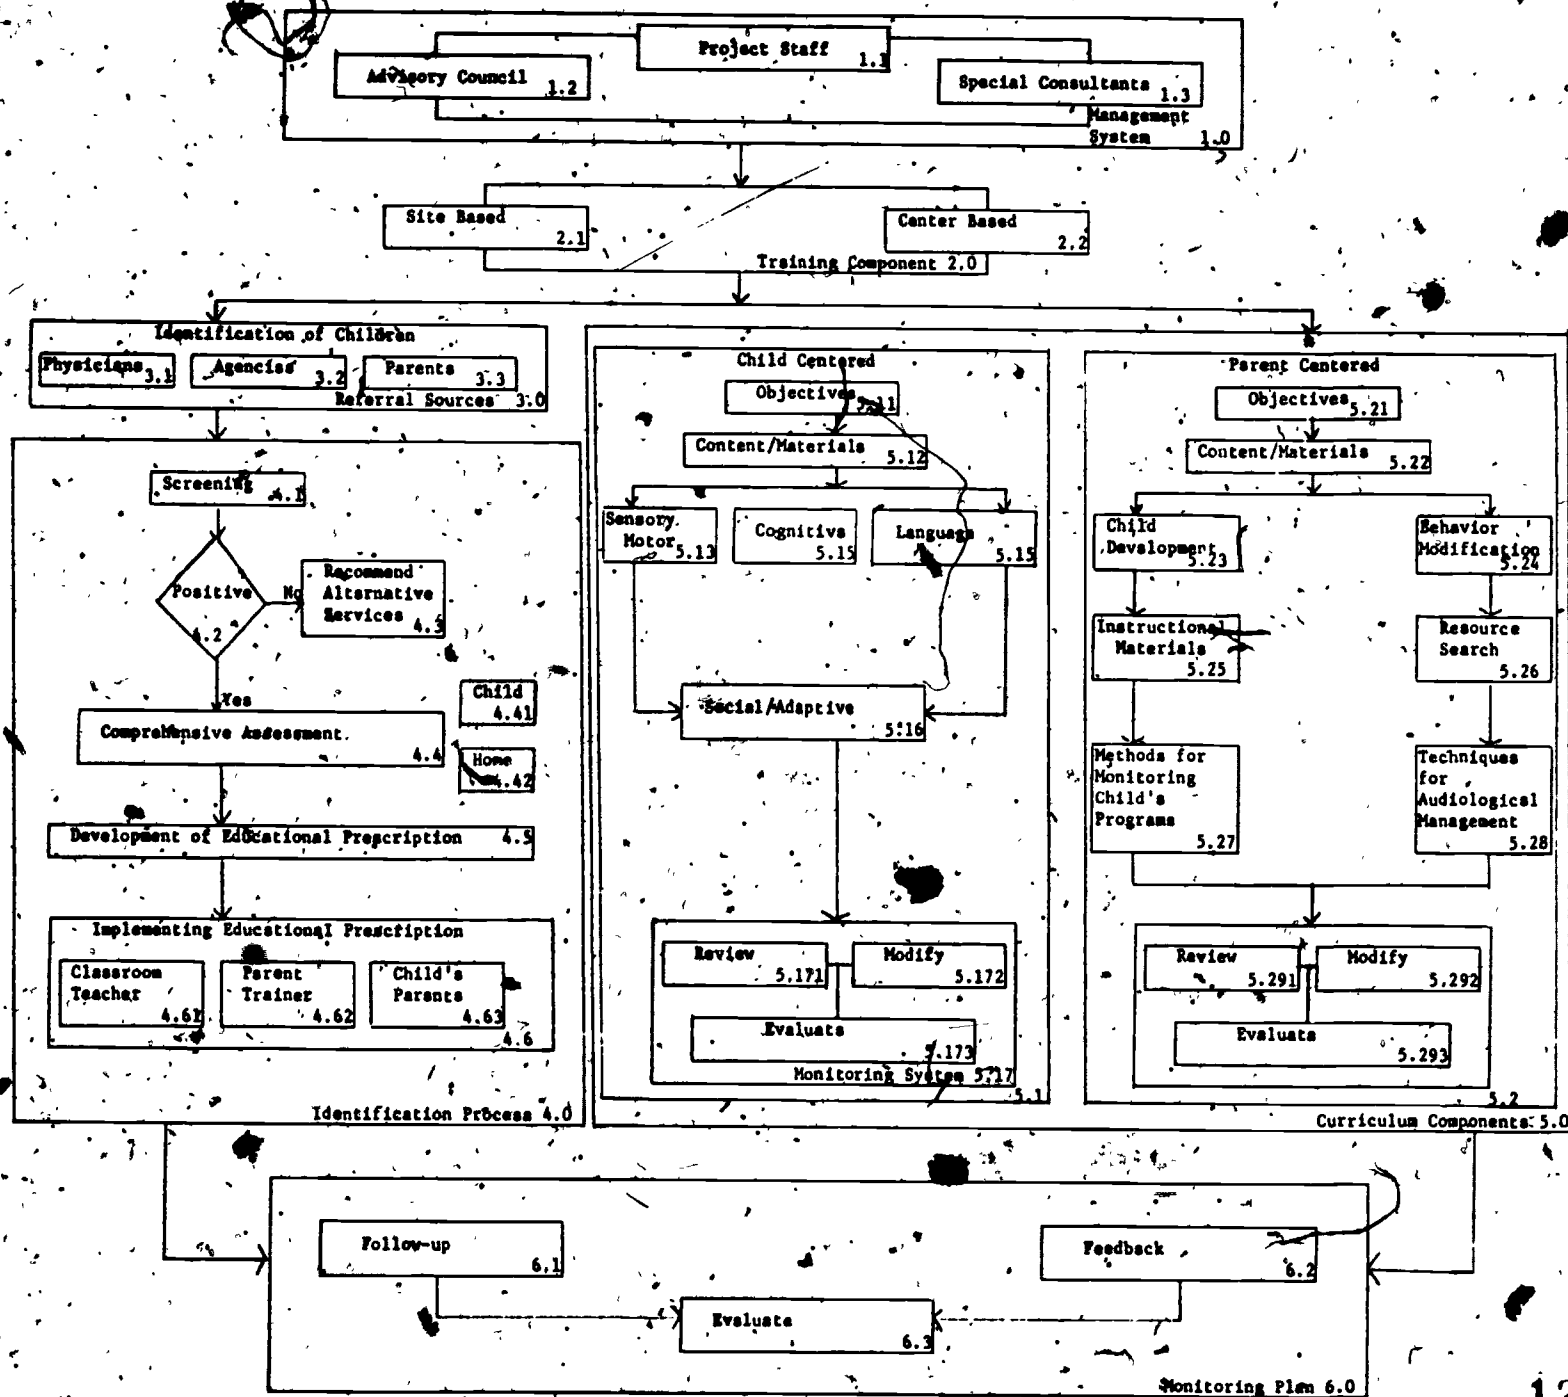 Project Staff
1.1
Advisory Council
1.2
Special Consultants
1.3
Management
System 1.0
Site Based
2.1
Center Based
2.2
Training Component 2.0
Identification of Children
Physicians 3.1
Agencies 3.2
Parents 3.3
Referral Sources 3.0
Screening 4.1
Positive
4.2
No
Recommend
Alternative
Services 4.3
Yes
Child
4.41
Comprehensive Assessment.
4.4
Home
4.42
Development of Educational Prescription 4.5
Implementing Educational Prescription
Classroom
Teacher
4.61
Parent
Trainer
4.62
Child's
Parents
4.63
4.6
Identification Process 4.0
Child Centered
Objectives 5.11
Content/Materials
5.12
Sensory
Motor 5.13
Cognitive
5.15
Language
5.15
Social/Adaptive
5.16
Review
5.171
Modify
5.172
Evaluate
5.173
Monitoring System 5.17
5.1
Parent Centered
Objectives 5.21
Content/Materials
5.22
Child
Development
5.23
Behavior
Modification
5.24
Instructional
Materials
5.25
Resource
Search
5.26
Methods for
Monitoring
Child's
Programs
5.27
Techniques
for
Audiological
Management
5.28
Review
5.291
Modify
5.292
Evaluate
5.293
5.2
Curriculum Components 5.0
Follow-up
6.1
Feedback
6.2
Evaluate
6.3
Monitoring Plan 6.0